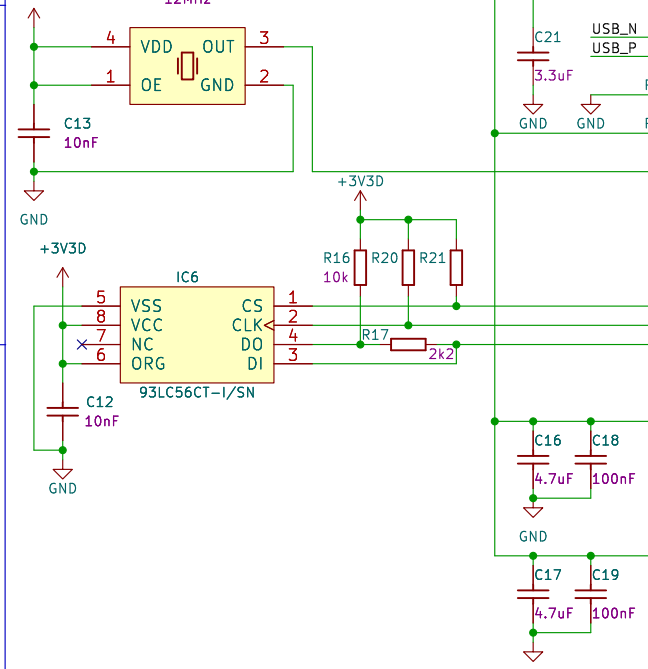 12MHz
4 VDD OUT 3
1 OE GND 2
C13
10nF
GND
C21
3.3uF
GND
USB_N
USB_P
GND
+3V3D
R16 R20 R21
10k
+3V3D
IC6
5 VSS CS 1
8 VCC CLK 2
7 NC DO 4
6 ORG DI 3
93LC56CT-I/SN
R17
2k2
C12
10nF
GND
C16 C18
4.7uF 100nF
GND
C17 C19
4.7uF 100nF